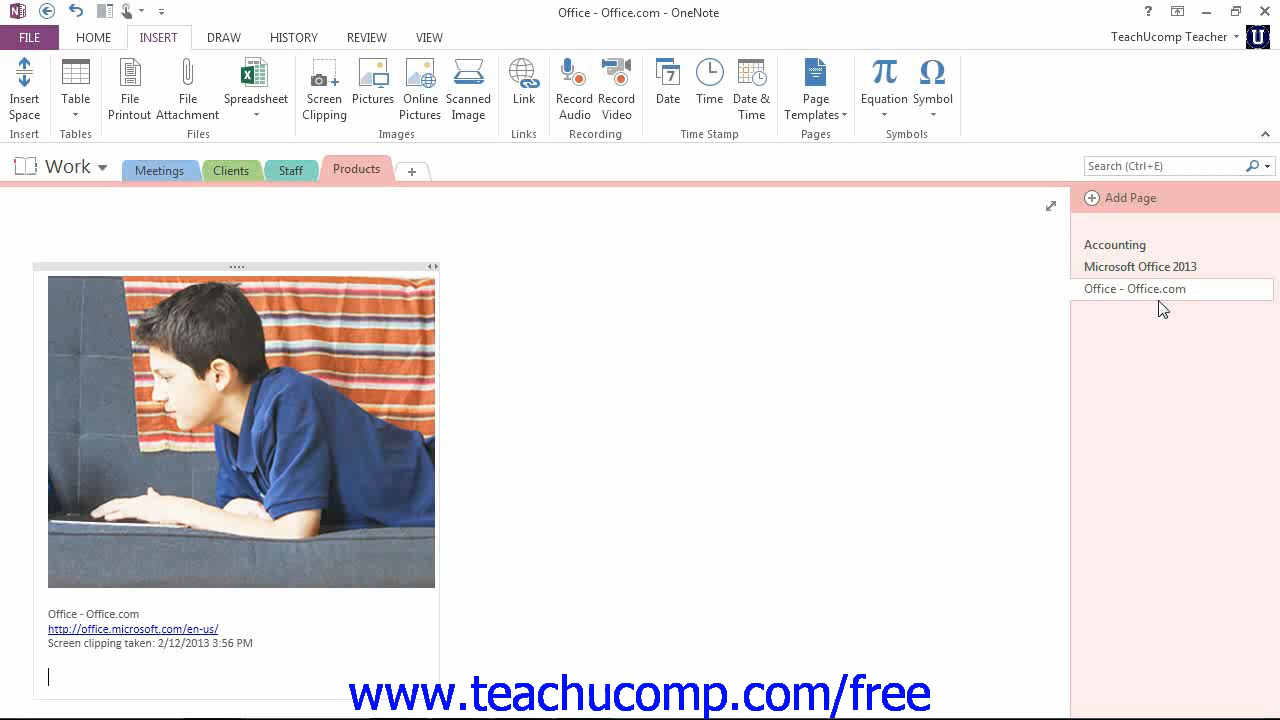 Office - Office.com - OneNote
?
FILE HOME INSERT DRAW HISTORY REVIEW VIEW
TeachUcomp Teacher
U
Insert Space
Table
File Printout
File Attachment
Spreadsheet
Screen Clipping
Pictures
Online Pictures
Scanned Image
Link
Record Audio
Record Video
7
Date
Time
Date & Time
Page Templates
π
Equation
Ω
Symbol
Insert Tables Files Images Links Recording Time Stamp Pages Symbols
Work
Meetings Clients Staff Products +
Search (Ctrl+E)
Add Page
Accounting
Microsoft Office 2013
Office - Office.com
Office - Office.com
http://office.microsoft.com/en-us/
Screen clipping taken: 2/12/2013 3:56 PM
www.teachucomp.com/free